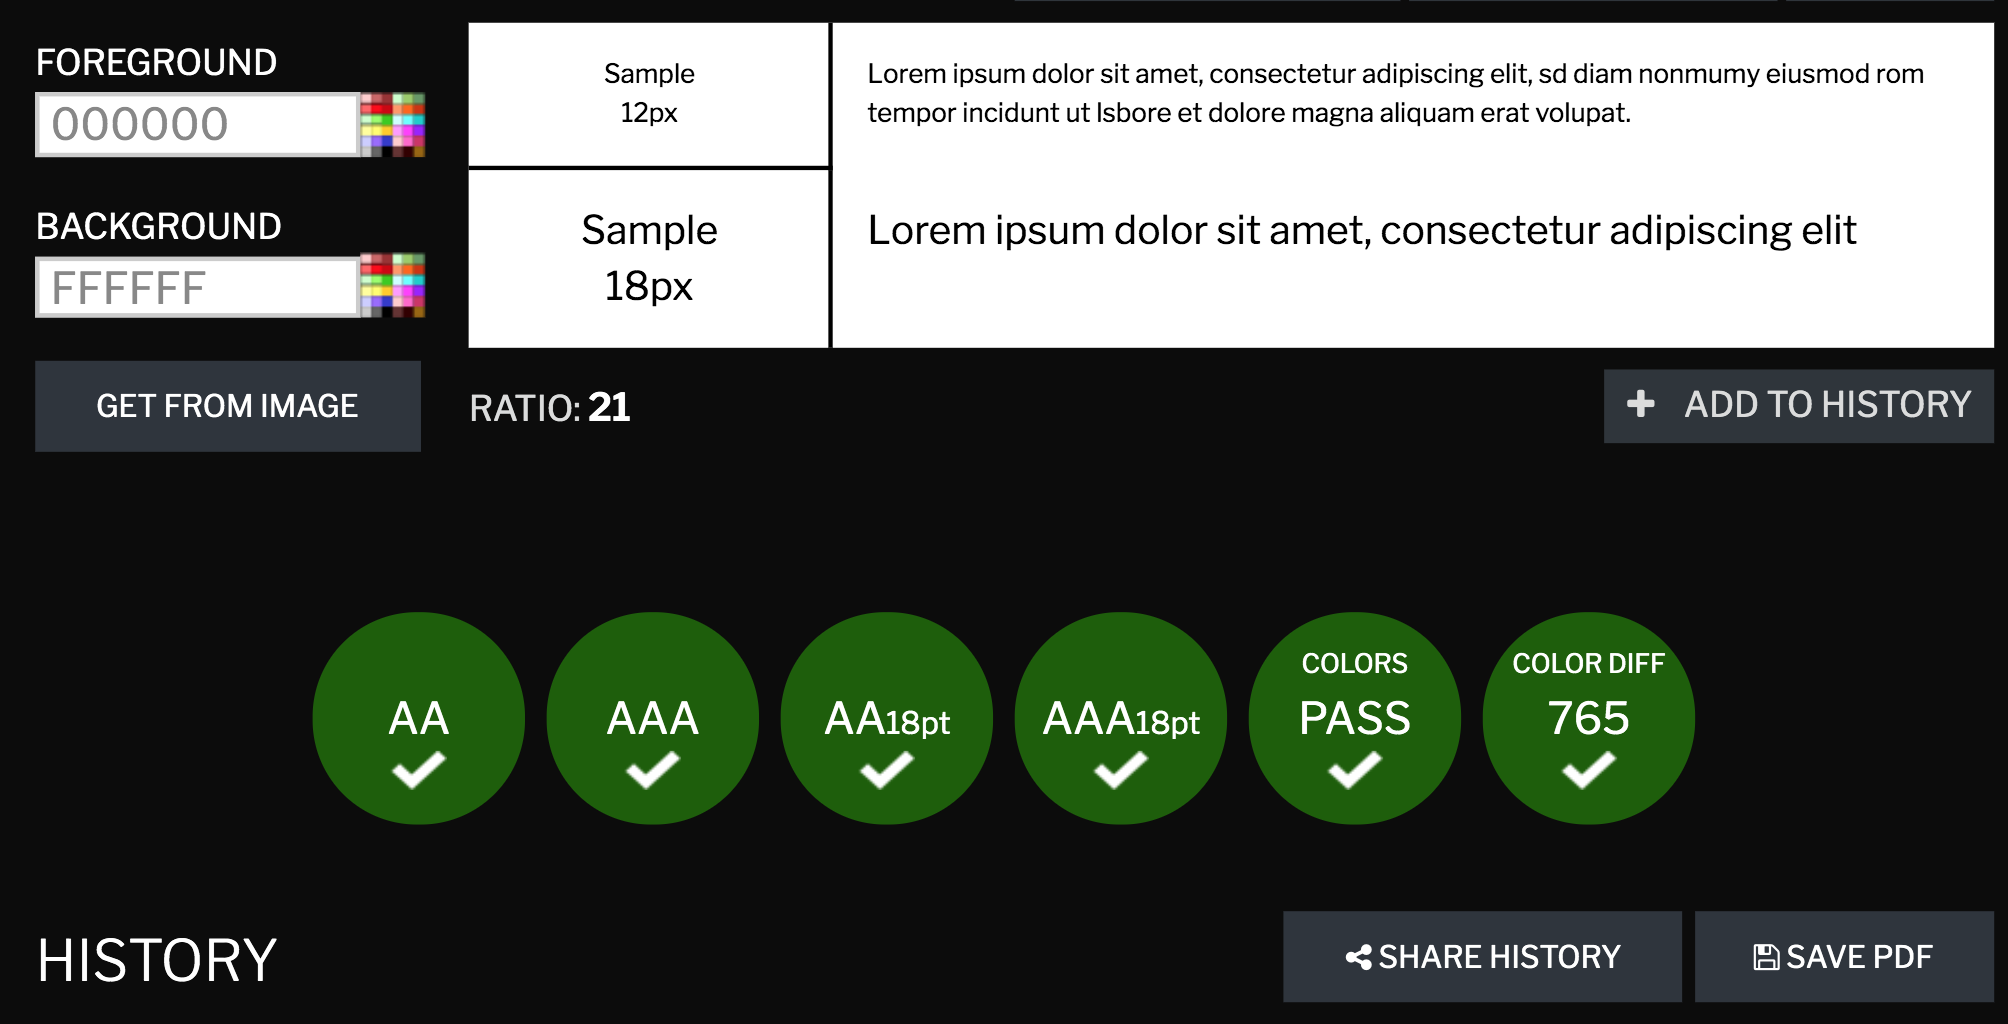 FOREGROUND
000000
BACKGROUND
FFFFFF
GET FROM IMAGE
Sample
12px
Lorem ipsum dolor sit amet, consectetur adipiscing elit, sd diam nonmumy eiusmod rom
tempor incidunt ut lsbore et dolore magna aliquam erat volupat.
Sample
18px
Lorem ipsum dolor sit amet, consectetur adipiscing elit
RATIO: 21
ADD TO HISTORY
AA
AAA
AA18pt
AAA18pt
COLORS
PASS
COLOR DIFF
765
HISTORY
SHARE HISTORY
SAVE PDF